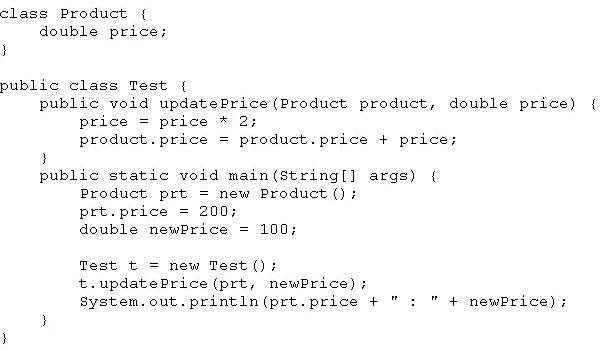 class Product {
    double price;
}

public class Test {
    public void updatePrice(Product product, double price) {
        price = price * 2;
        product.price = product.price + price;
    }
    public static void main(String[] args) {
        Product prt = new Product();
        prt.price = 200;
        double newPrice = 100;

        Test t = new Test();
        t.updatePrice(prt, newPrice);
        System.out.println(prt.price + " : " + newPrice);
    }
}